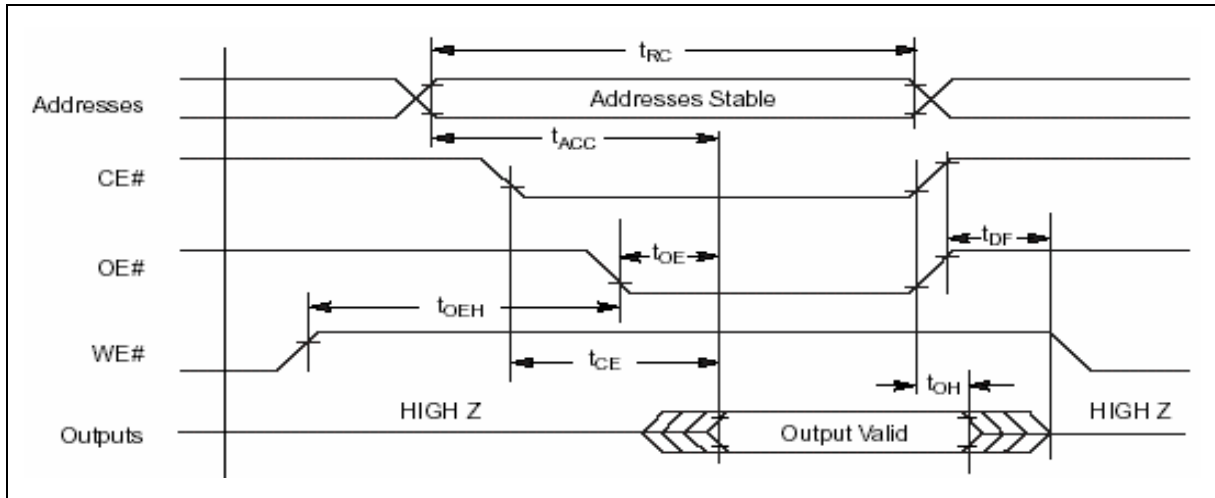 tRC
Addresses
Addresses Stable
tACC
CE#
tDF
OE#
tOE
tOEH
WE#
tCE
tOH
HIGH Z
HIGH Z
Outputs
Output Valid